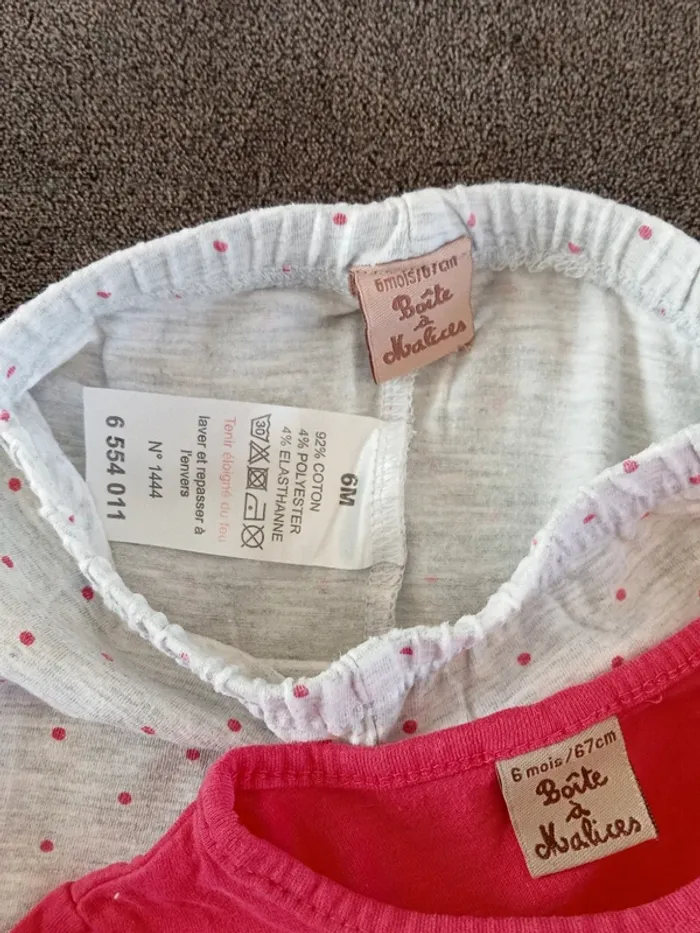 6mois/67cm
Boîte
à
Malices
6M
92% COTON
4% POLYESTER
4% ELASTHANNE
30
Tenir éloigné du feu
laver et repasser à
l'envers
N° 1444
6 554 011
6 mois/67cm
Boîte
à
Malices